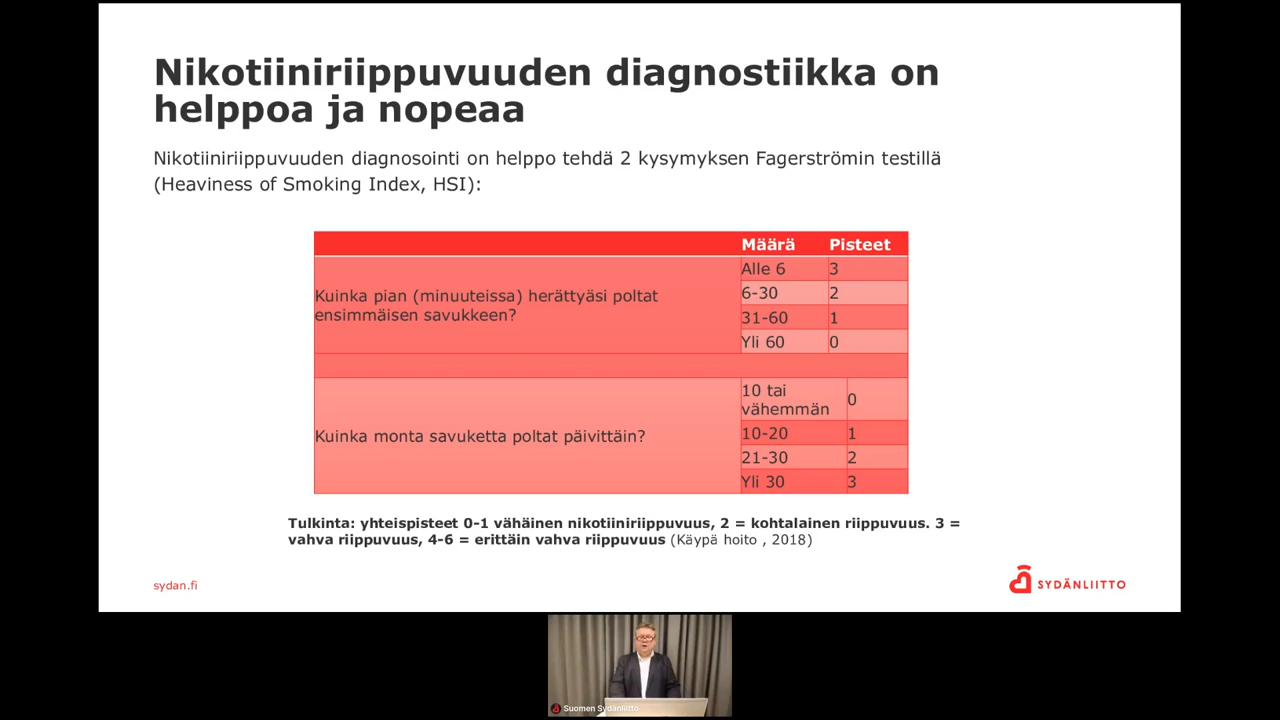 Nikotiiniriippuvuuden diagnostiikka on
helppoa ja nopeaa
Nikotiiniriippuvuuden diagnosointi on helppo tehdä 2 kysymyksen Fagerströmin testillä
(Heaviness of Smoking Index, HSI):
Määrä Pisteet
Kuinka pian (minuuteissa) herättyäsi poltat
ensimmäisen savukkeen?
Alle 6 3
6-30 2
31-60 1
Yli 60 0
Kuinka monta savuketta poltat päivittäin?
10 tai
vähemmän 0
10-20 1
21-30 2
Yli 30 3
Tulkinta: yhteispisteet 0-1 vähäinen nikotiiniriippuvuus, 2 = kohtalainen riippuvuus. 3 =
vahva riippuvuus, 4-6 = erittäin vahva riippuvuus (Käypä hoito , 2018)
sydan.fi
SYDÄNLIITTO
Suomen Sydänliitto